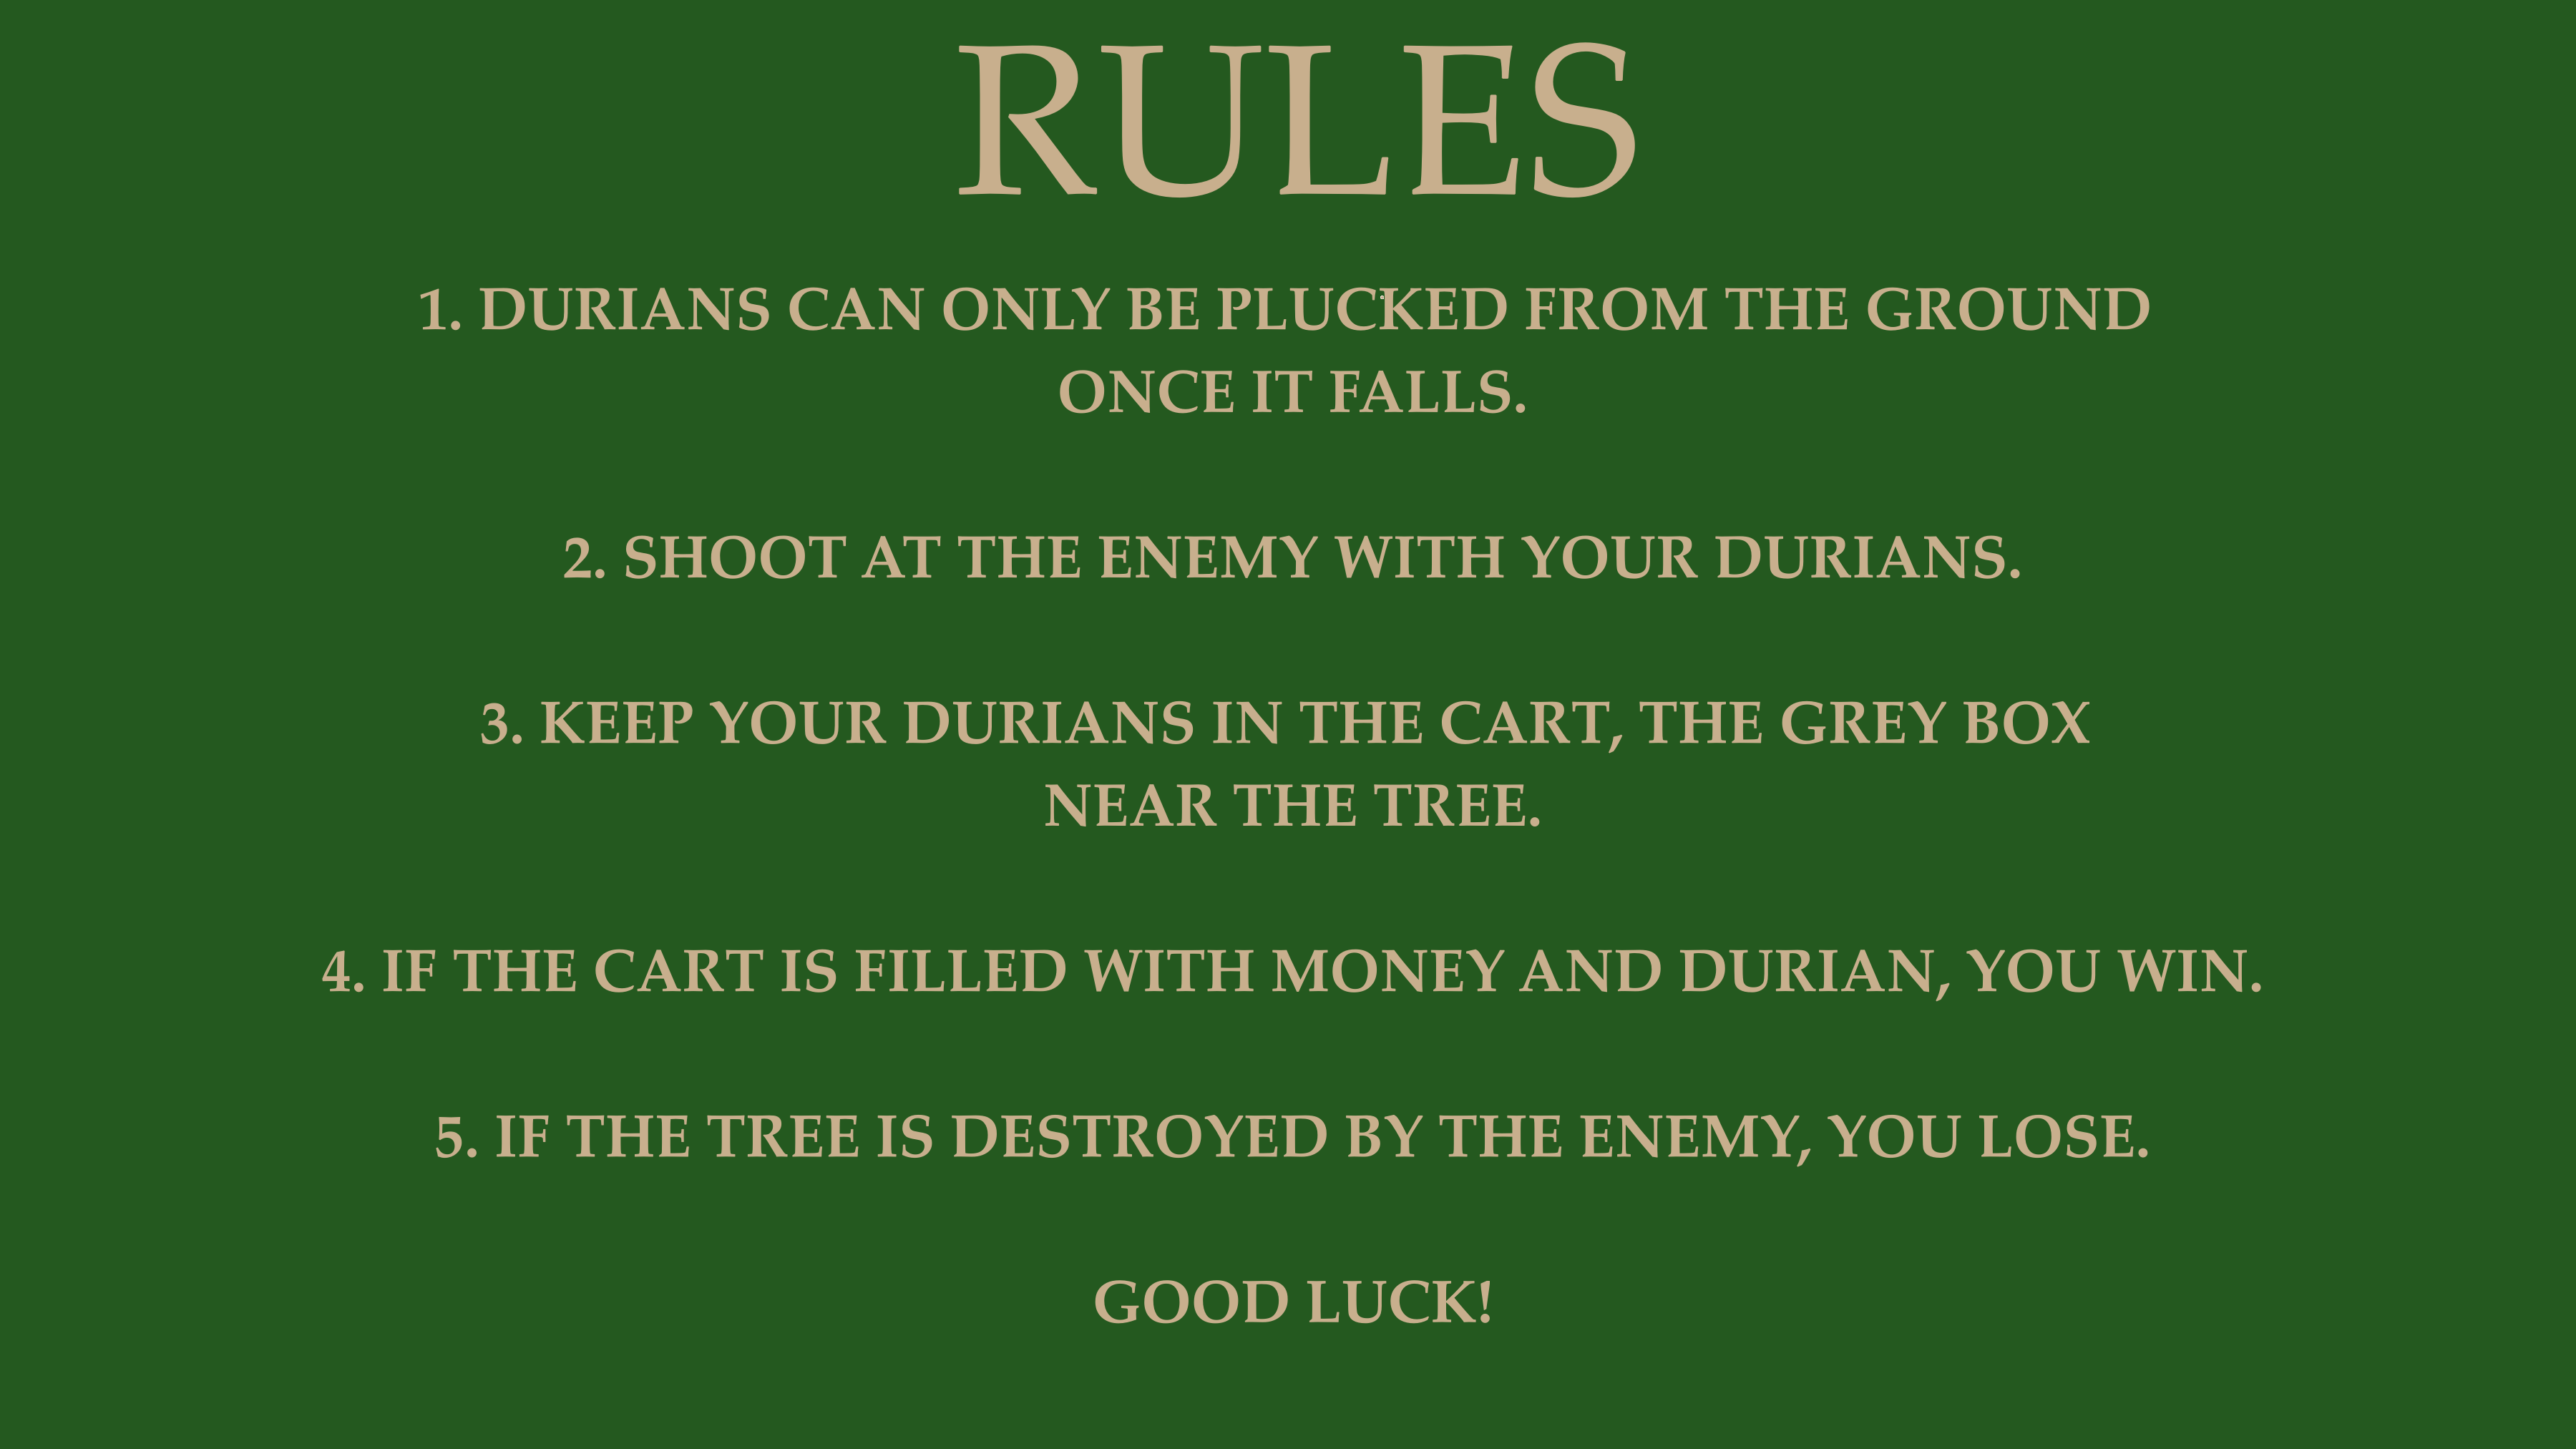 RULES
1. DURIANS CAN ONLY BE PLUCKED FROM THE GROUND
ONCE IT FALLS.
2. SHOOT AT THE ENEMY WITH YOUR DURIANS.
3. KEEP YOUR DURIANS IN THE CART, THE GREY BOX
NEAR THE TREE.
4. IF THE CART IS FILLED WITH MONEY AND DURIAN, YOU WIN.
5. IF THE TREE IS DESTROYED BY THE ENEMY, YOU LOSE.
GOOD LUCK!